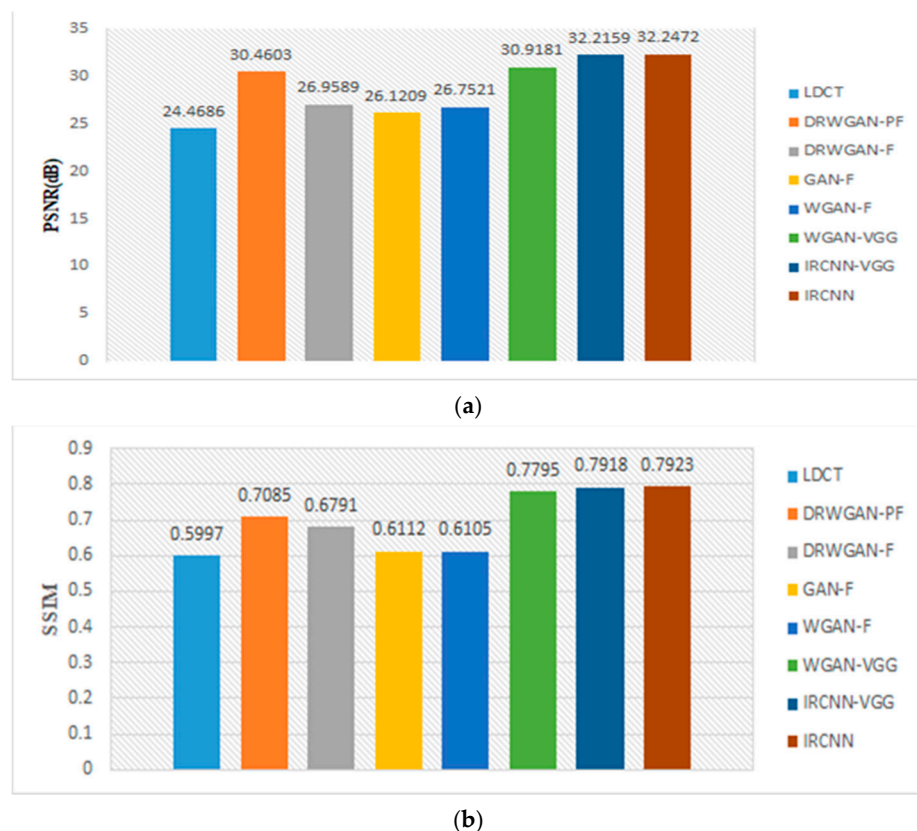 35
30
25
20
15
10
5
0
PSNR(dB)
24.4686
30.4603
26.9589
26.1209
26.7521
30.9181
32.2159
32.2472
LDCT
DRWGAN-PF
DRWGAN-F
GAN-F
WGAN-F
WGAN-VGG
IRCNN-VGG
IRCNN
(a)
0.9
0.8
0.7
0.6
0.5
0.4
0.3
0.2
0.1
0
SSIM
0.5997
0.7085
0.6791
0.6112
0.6105
0.7795
0.7918
0.7923
LDCT
DRWGAN-PF
DRWGAN-F
GAN-F
WGAN-F
WGAN-VGG
IRCNN-VGG
IRCNN
(b)